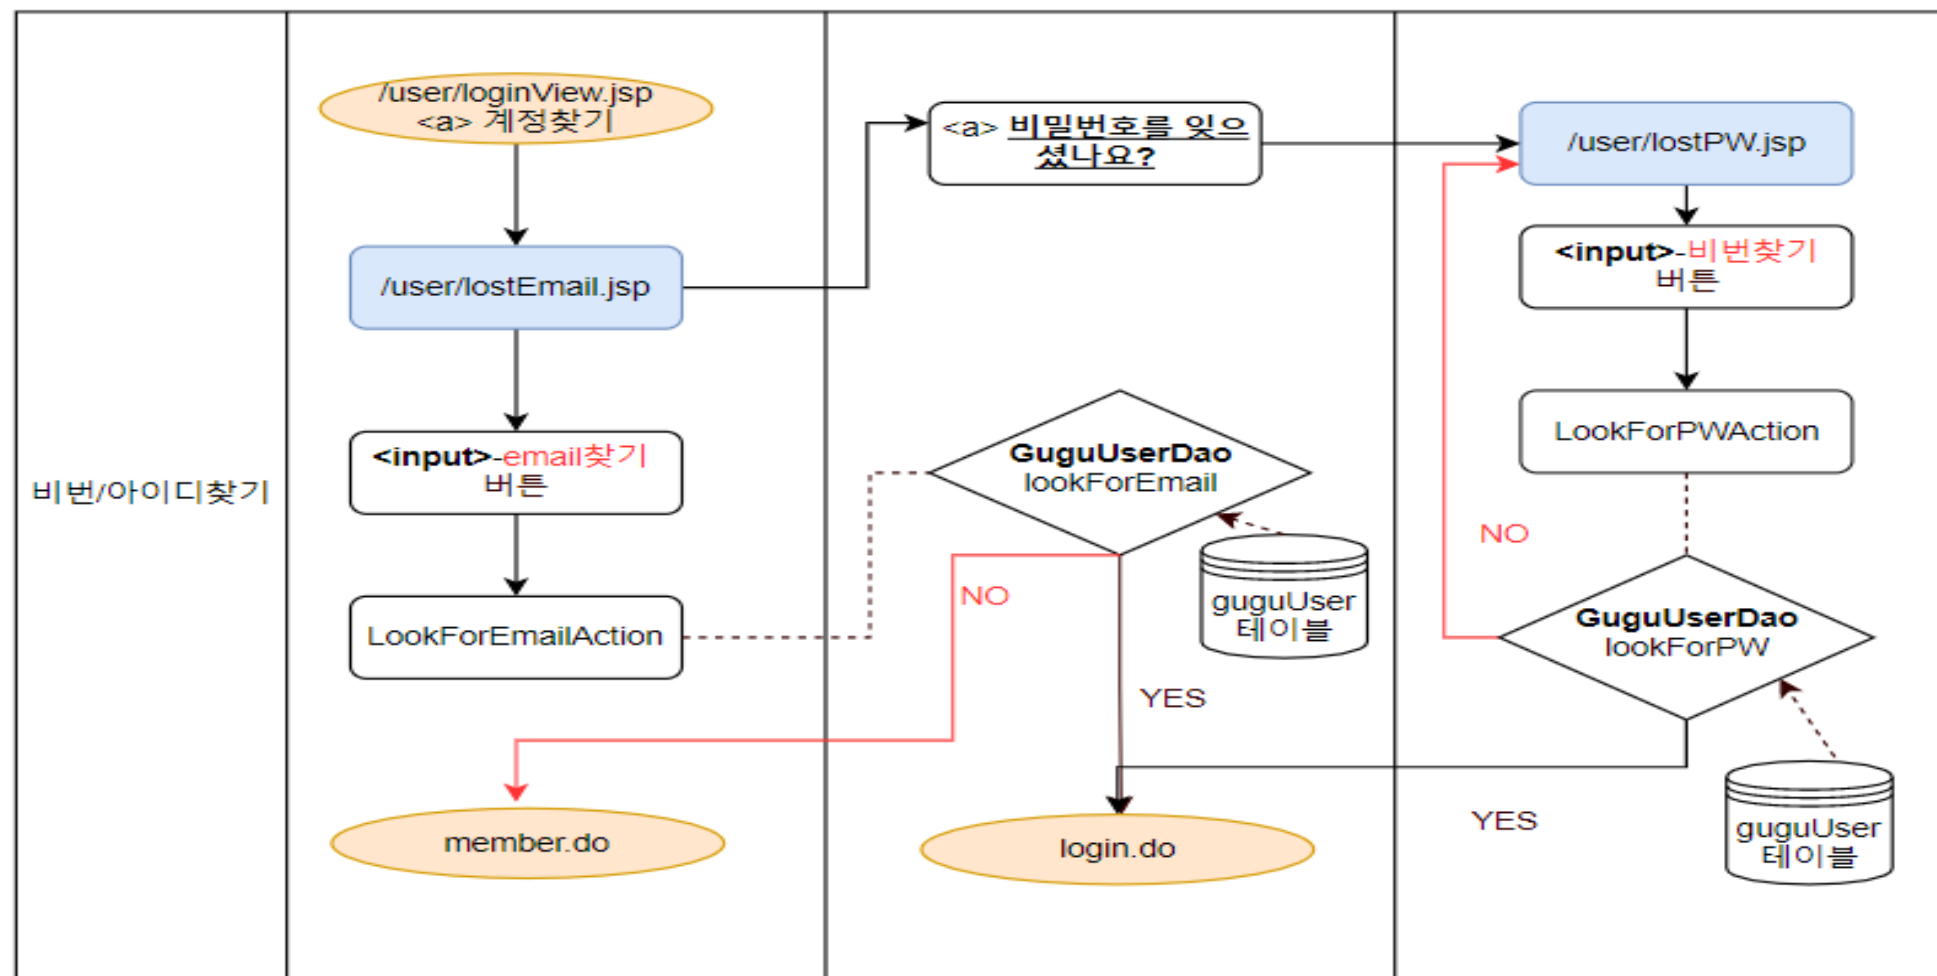 /user/loginView.jsp
<a> 계정찾기
<a> 비밀번호를 잊으
셨나요?
/user/lostPW.jsp
/user/lostEmail.jsp
<input>-비번찾기
버튼
<input>-email찾기
버튼
GuguUserDao
lookForEmail
LookForPWAction
비번/아이디찾기
NO
NO
guguUser
테이블
LookForEmailAction
GuguUserDao
lookForPW
YES
member.do
login.do
YES
guguUser
테이블